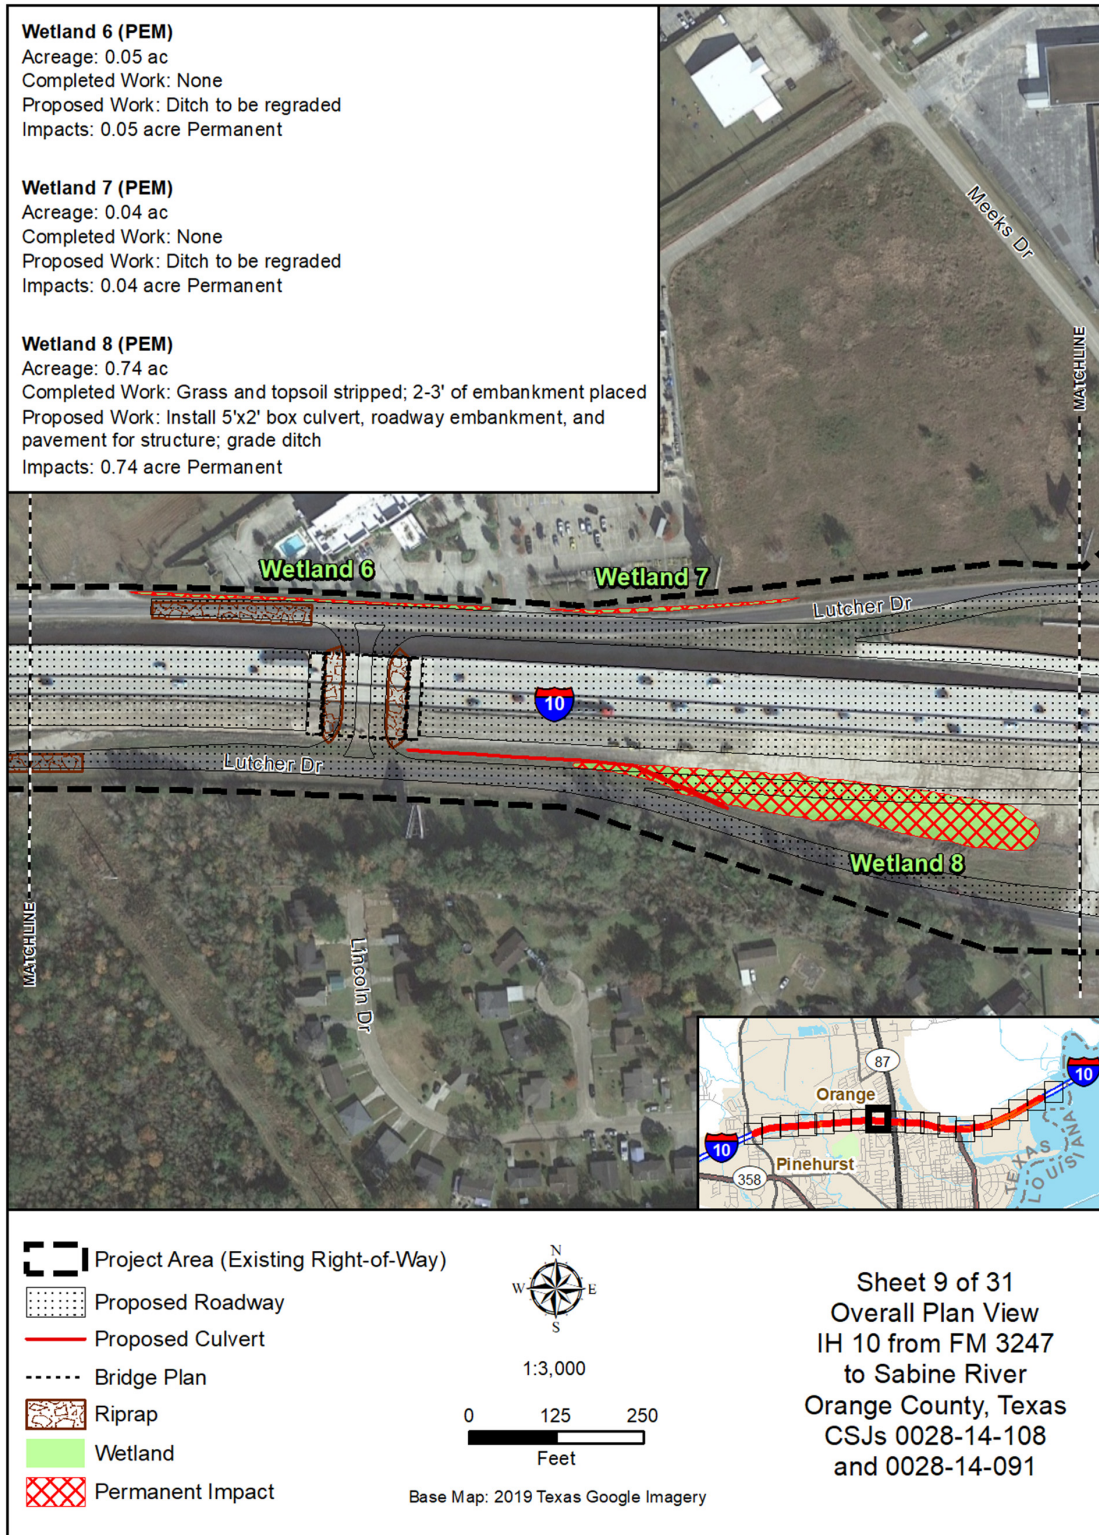 Wetland 6 (PEM)
Acreage: 0.05 ac
Completed Work: None
Proposed Work: Ditch to be regraded
Impacts: 0.05 acre Permanent
Wetland 7 (PEM)
Acreage: 0.04 ac
Completed Work: None
Proposed Work: Ditch to be regraded
Impacts: 0.04 acre Permanent
Wetland 8 (PEM)
Acreage: 0.74 ac
Completed Work: Grass and topsoil stripped; 2-3' of embankment placed
Proposed Work: Install 5'x2' box culvert, roadway embankment, and
pavement for structure; grade ditch
Impacts: 0.74 acre Permanent
Meeks Dr
MATCHLINE
Wetland 6
Wetland 7
Lutcher Dr
10
Lutcher Dr
Wetland 8
MATCHLINE
Lincoln Dr
87
10
Orange
10
Pinehurst
358
TEXAS
LOUISIANA
Project Area (Existing Right-of-Way)
Proposed Roadway
Proposed Culvert
Bridge Plan
Riprap
Wetland
Permanent Impact
N
W E
S
1:3,000
0 125 250
Feet
Base Map: 2019 Texas Google Imagery
Sheet 9 of 31
Overall Plan View
IH 10 from FM 3247
to Sabine River
Orange County, Texas
CSJs 0028-14-108
and 0028-14-091